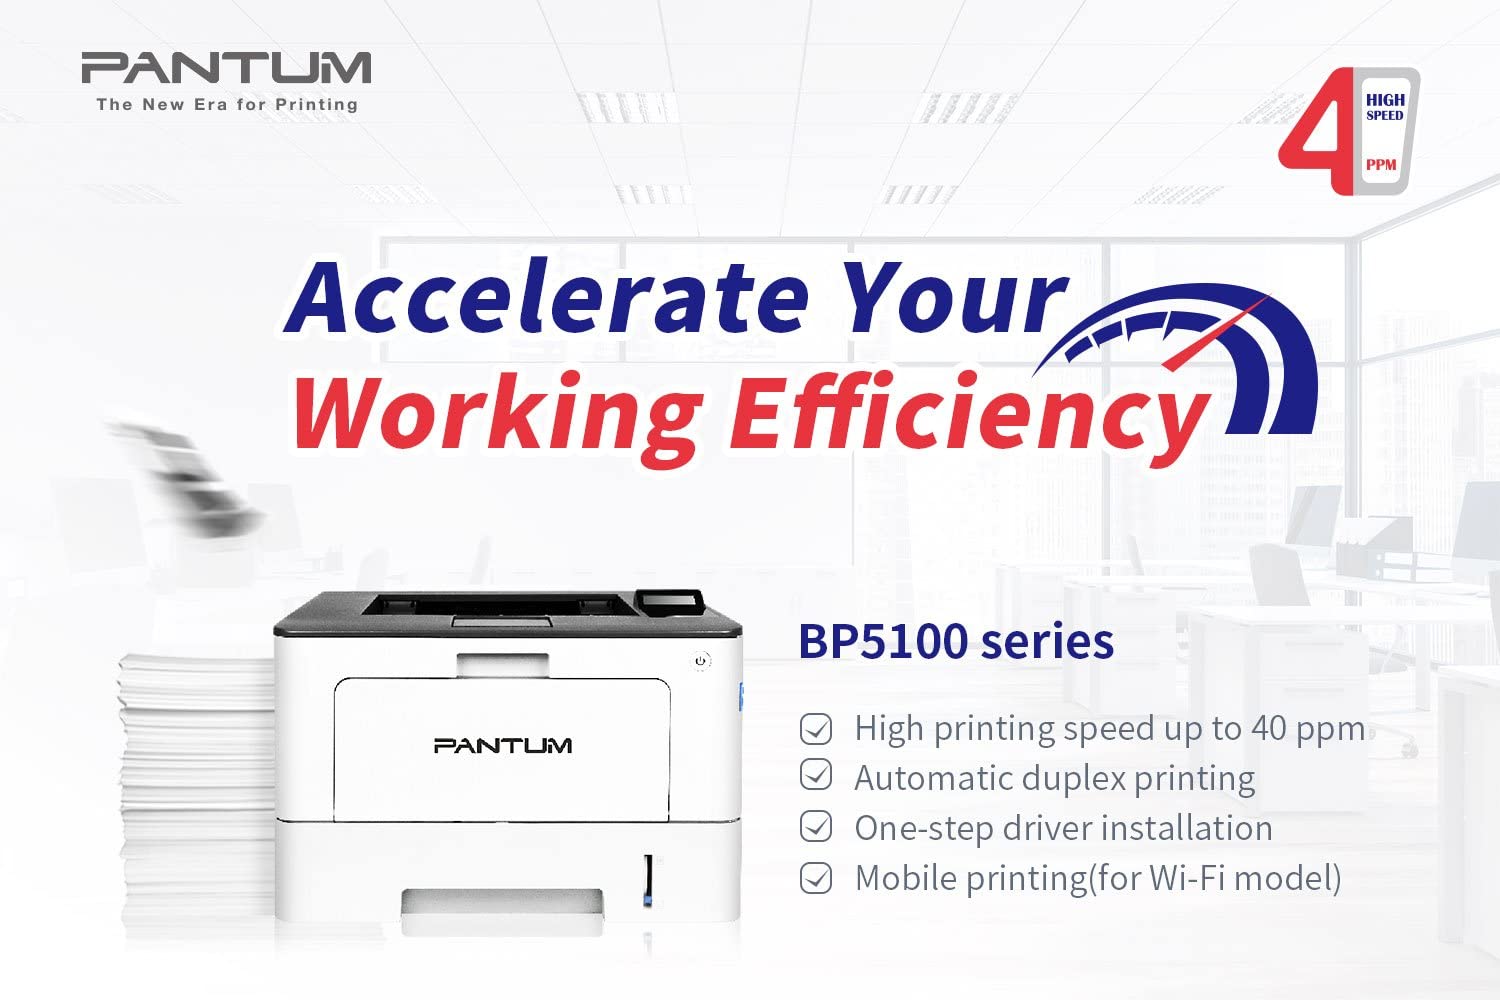 PANTUM
The New Era for Printing
40
HIGH
SPEED
PPM
Accelerate Your
Working Efficiency
PANTUM
BP5100 series
High printing speed up to 40 ppm
Automatic duplex printing
One-step driver installation
Mobile printing(for Wi-Fi model)